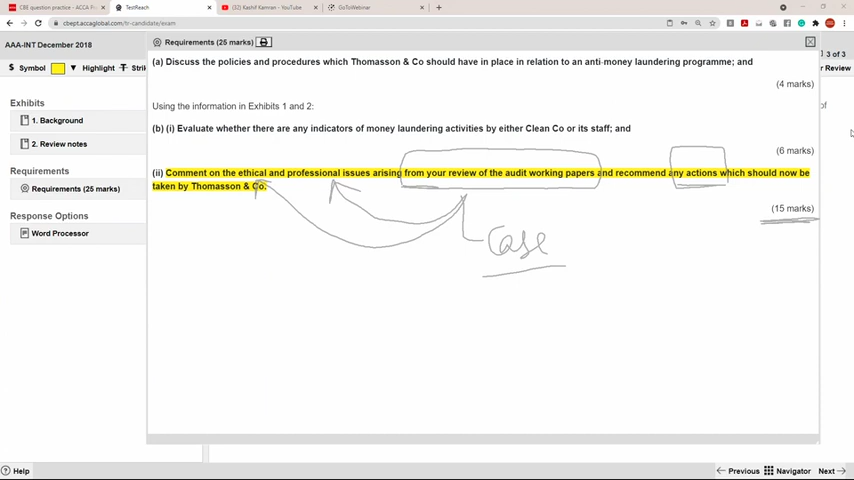 CBE question practice - ACCA Fr
TestReach
(32) Kashif Kamran - YouTube
GoToWebinar
cbept.accaglobal.com/tr-candidate/exam
AAA-INT December 2018
Requirements (25 marks)
3 of 3
Symbol
Highlight
Strik
r Review
Exhibits
1. Background
2. Review notes
Requirements
Requirements (25 marks)
Response Options
Word Processor
(a) Discuss the policies and procedures which Thomasson & Co should have in place in relation to an anti-money laundering programme; and
(4 marks)
Using the information in Exhibits 1 and 2:
of
(b) (i) Evaluate whether there are any indicators of money laundering activities by either Clean Co or its staff; and
(6 marks)
(ii) Comment on the ethical and professional issues arising from your review of the audit working papers and recommend any actions which should now be
taken by Thomasson & Co.
(15 marks)
Case
Help
Previous
Navigator
Next